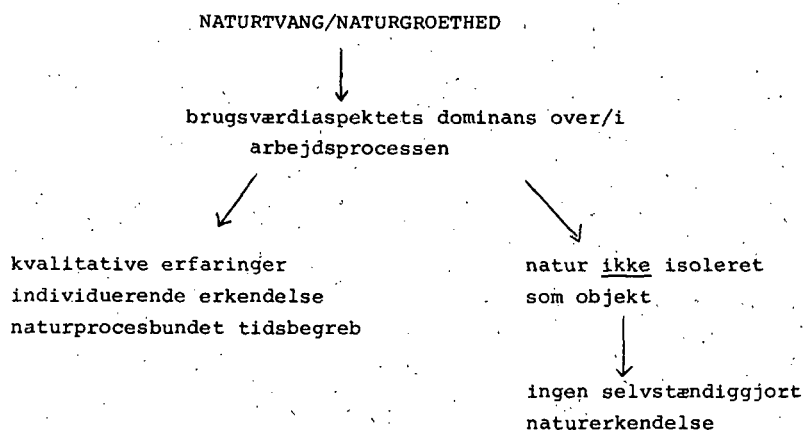 NATURTVANG/NATURGROETHED
brugsværdiaspektets dominans over/i
arbejdsprocessen
kvalitative erfaringer
individuerende erkendelse
naturprocesbundet tidsbegreb
natur ikke isoleret
som objekt
ingen selvstændiggjort
naturerkendelse